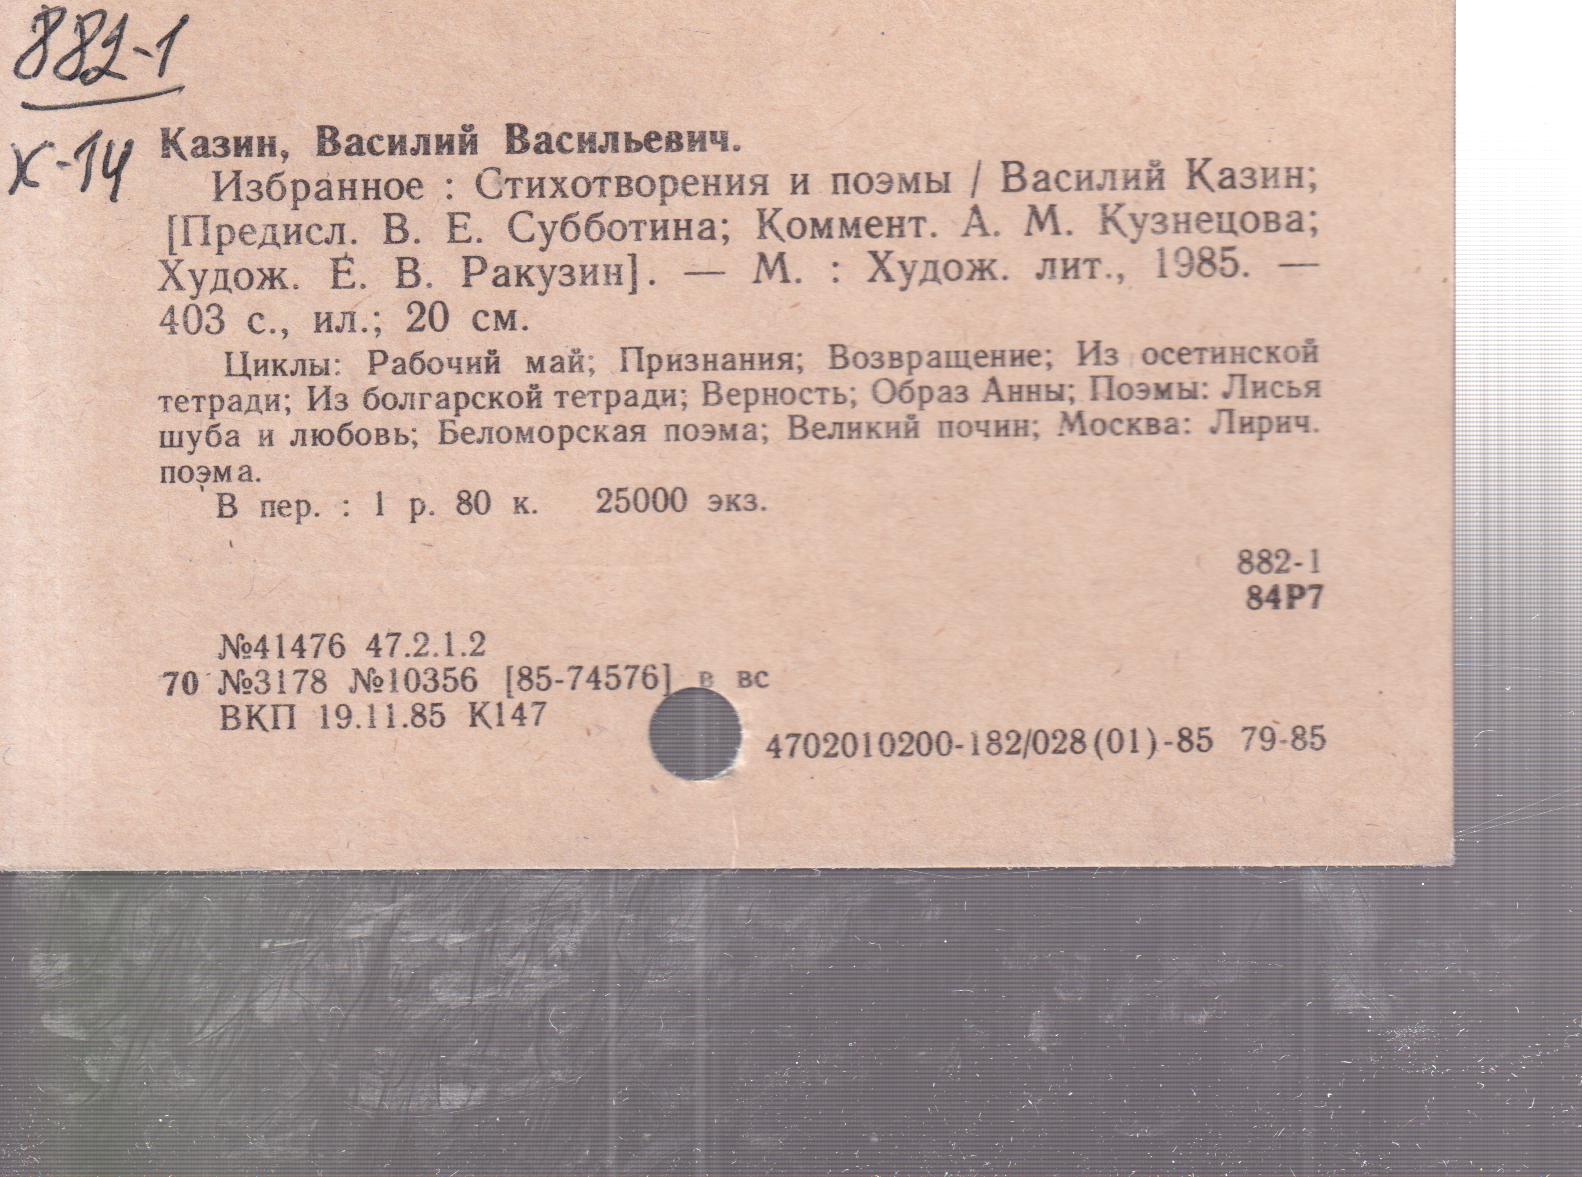 882-1
Х-14
Казин, Василий Васильевич.
Избранное : Стихотворения и поэмы / Василий Казин;
[Предисл. В. Е. Субботина; Коммент. А. М. Кузнецова;
Худож. Е. В. Ракузин]. — М. : Худож. лит., 1985. —
403 с., ил.; 20 см.
Циклы: Рабочий май; Признания; Возвращение; Из осетинской
тетради; Из болгарской тетради; Верность; Образ Анны; Поэмы: Лисья
шуба и любовь; Беломорская поэма; Великий почин; Москва: Лирич.
поэма.
В пер. : 1 р. 80 к. 25000 экз.
882-1
84Р7
№41476 47.2.1.2
70 №3178 №10356 [85-74576] в вс
ВКП 19.11.85 К147
4702010200-182/028(01)-85 79-85